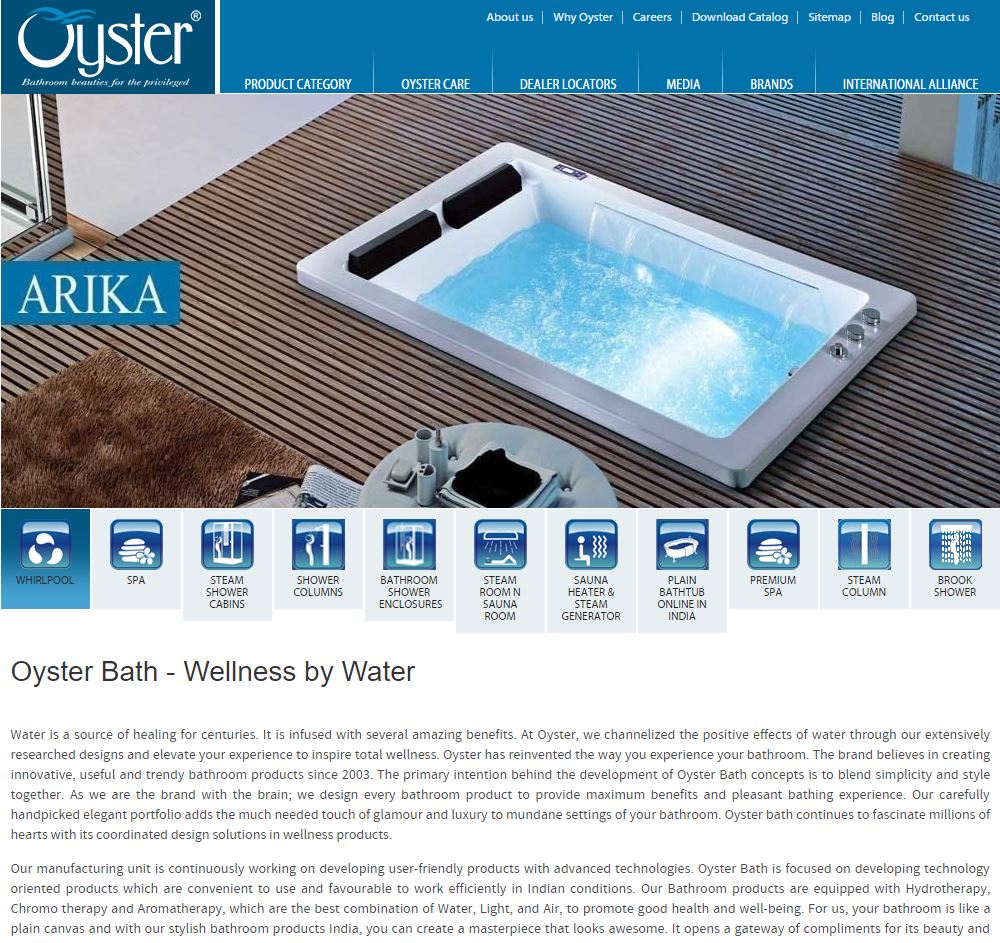 Oyster®
Bathroom beauties for the privileged
About us
Why Oyster
Careers
Download Catalog
Sitemap
Blog
Contact us
PRODUCT CATEGORY
OYSTER CARE
DEALER LOCATORS
MEDIA
BRANDS
INTERNATIONAL ALLIANCE
ARIKA
WHIRLPOOL
SPA
STEAM
SHOWER
CABINS
SHOWER
COLUMNS
BATHROOM
SHOWER
ENCLOSURES
STEAM
ROOM N
SAUNA
ROOM
SAUNA
HEATER &
STEAM
GENERATOR
PLAIN
BATHTUB
ONLINE IN
INDIA
PREMIUM
SPA
STEAM
COLUMN
BROOK
SHOWER
Oyster Bath - Wellness by Water
Water is a source of healing for centuries. It is infused with several amazing benefits. At Oyster, we channelized the positive effects of water through our extensively
researched designs and elevate your experience to inspire total wellness. Oyster has reinvented the way you experience your bathroom. The brand believes in creating
innovative, useful and trendy bathroom products since 2003. The primary intention behind the development of Oyster Bath concepts is to blend simplicity and style
together. As we are the brand with the brain; we design every bathroom product to provide maximum benefits and pleasant bathing experience. Our carefully
handpicked elegant portfolio adds the much needed touch of glamour and luxury to mundane settings of your bathroom. Oyster bath continues to fascinate millions of
hearts with its coordinated design solutions in wellness products.
Our manufacturing unit is continuously working on developing user-friendly products with advanced technologies. Oyster Bath is focused on developing technology
oriented products which are convenient to use and favourable to work efficiently in Indian conditions. Our Bathroom products are equipped with Hydrotherapy,
Chromo therapy and Aromatherapy, which are the best combination of Water, Light, and Air, to promote good health and well-being. For us, your bathroom is like a
plain canvas and with our stylish bathroom products India, you can create a masterpiece that looks awesome. It opens a gateway of compliments for its beauty and